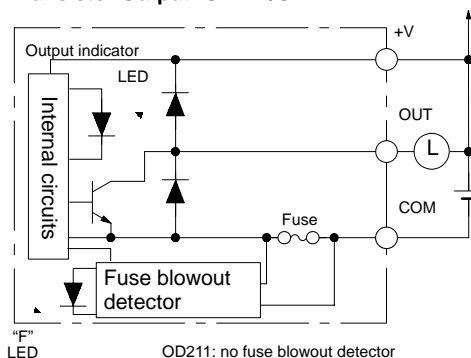 +V
Output indicator
LED
OUT
Internal circuits
L
COM
Fuse
Fuse blowout
detector
"F"
LED
OD211: no fuse blowout detector